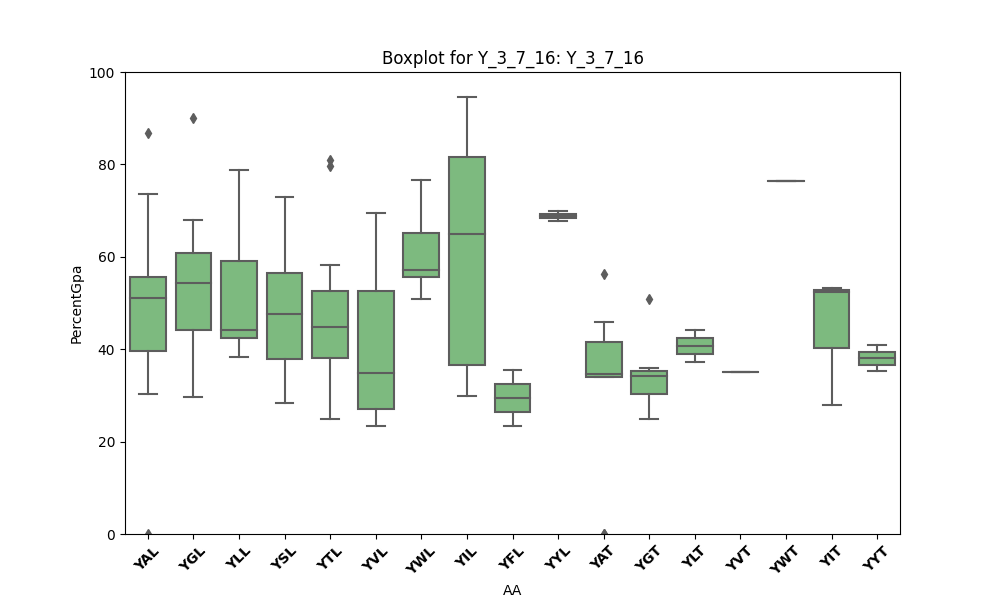 Boxplot for Y_3_7_16: Y_3_7_16
100
80
60
40
20
0
PercentGpa
YAL YGL YLL YSL YTL YVL YWL YIL YFL YYL YAT YGT YLT YVT YWT YIT YYT
AA